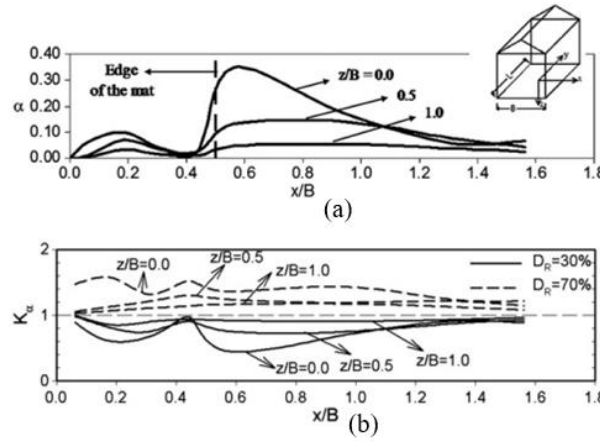 (a)
0.40
0.30
0.20
0.10
0.00
α
Edge
of the mat
z/B = 0.0
0.5
1.0
L
B
x
y
0.0 0.2 0.4 0.6 0.8 1.0 1.2 1.4 1.6 1.8
x/B
(a)
2
1
0
Kα
z/B=0.0
z/B=0.5
z/B=1.0
DR=30%
DR=70%
z/B=1.0
z/B=0.5
z/B=0.0
0.0 0.2 0.4 0.6 0.8 1.0 1.2 1.4 1.6 1.8
x/B
(b)